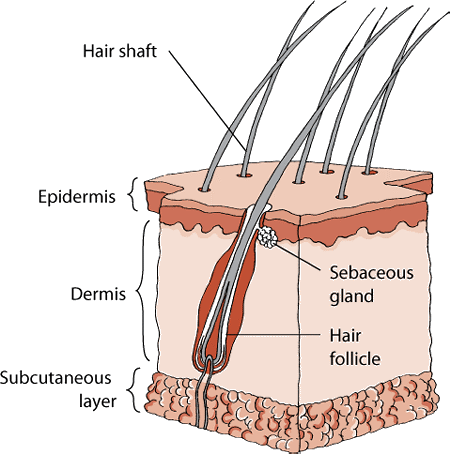 Hair shaft
Epidermis
Dermis
Sebaceous
gland
Hair
follicle
Subcutaneous
layer